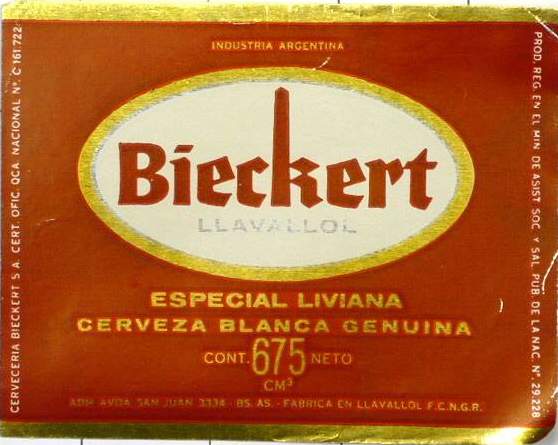 INDUSTRIA ARGENTINA
Bieckert
LLAVALLOL
ESPECIAL LIVIANA
CERVEZA BLANCA GENUINA
CONT. 675 NETO
CM³
ADM. AVDA. SAN JUAN 3334 - BS. AS. - FABRICA EN LLAVALLOL F.C.N.G.R.
CERVECERIA BIECKERT S.A. CERT. OFIC. QCA. NACIONAL Nº. C 161.722
PROD. REG. EN EL MIN. DE ASIST. SOC. Y SAL. PUB. DE LA NAC. Nº. 29.228